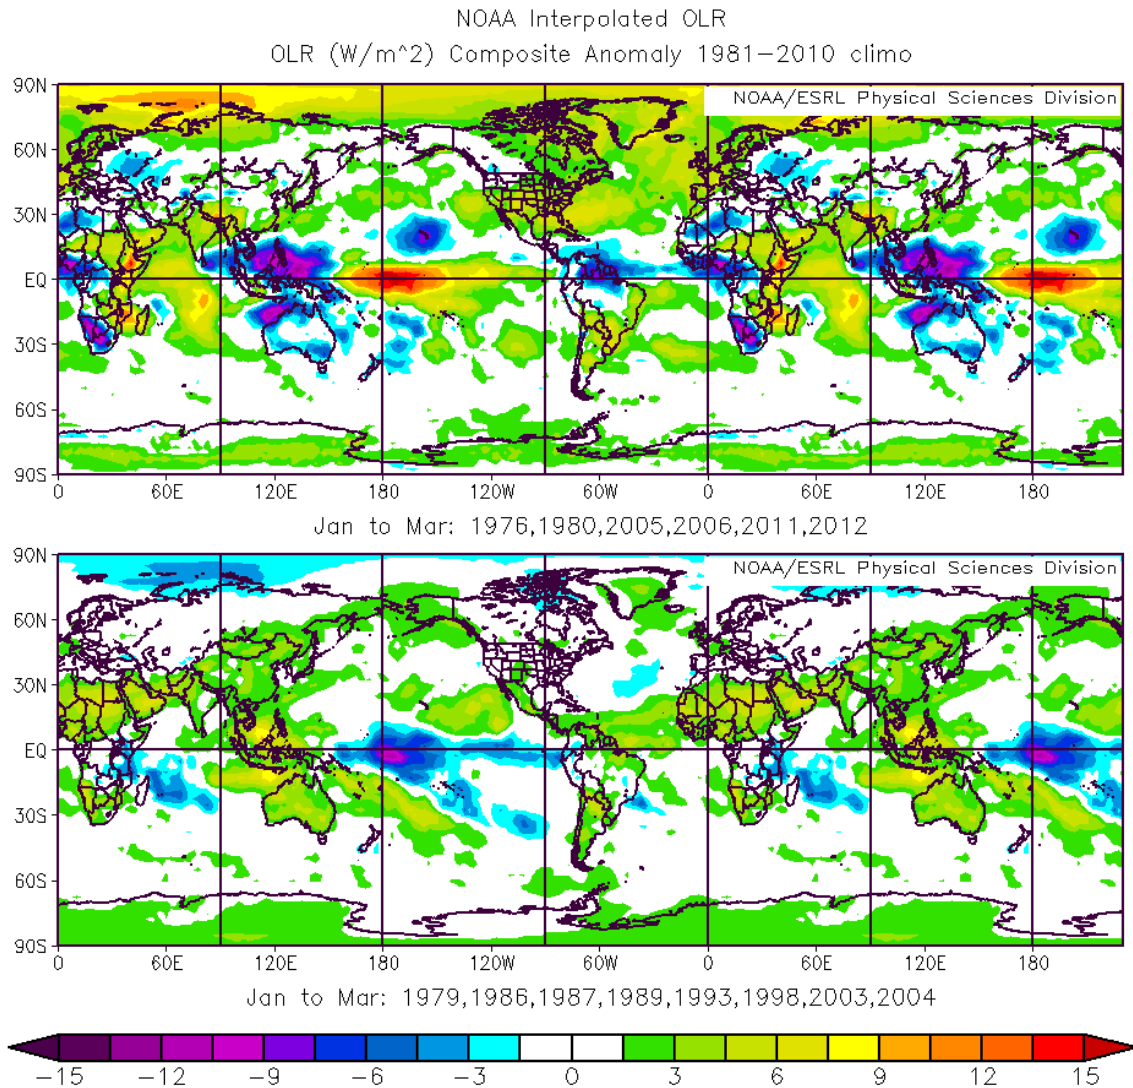 NOAA Interpolated OLR
OLR (W/m^2) Composite Anomaly 1981-2010 climo
90N
NOAA/ESRL Physical Sciences Division
60N
30N
EQ
30S
60S
90S
0 60E 120E 180 120W 60W 0 60E 120E 180
Jan to Mar: 1976,1980,2005,2006,2011,2012
90N
NOAA/ESRL Physical Sciences Division
60N
30N
EQ
30S
60S
90S
0 60E 120E 180 120W 60W 0 60E 120E 180
Jan to Mar: 1979,1986,1987,1989,1993,1998,2003,2004
-15 -12 -9 -6 -3 0 3 6 9 12 15